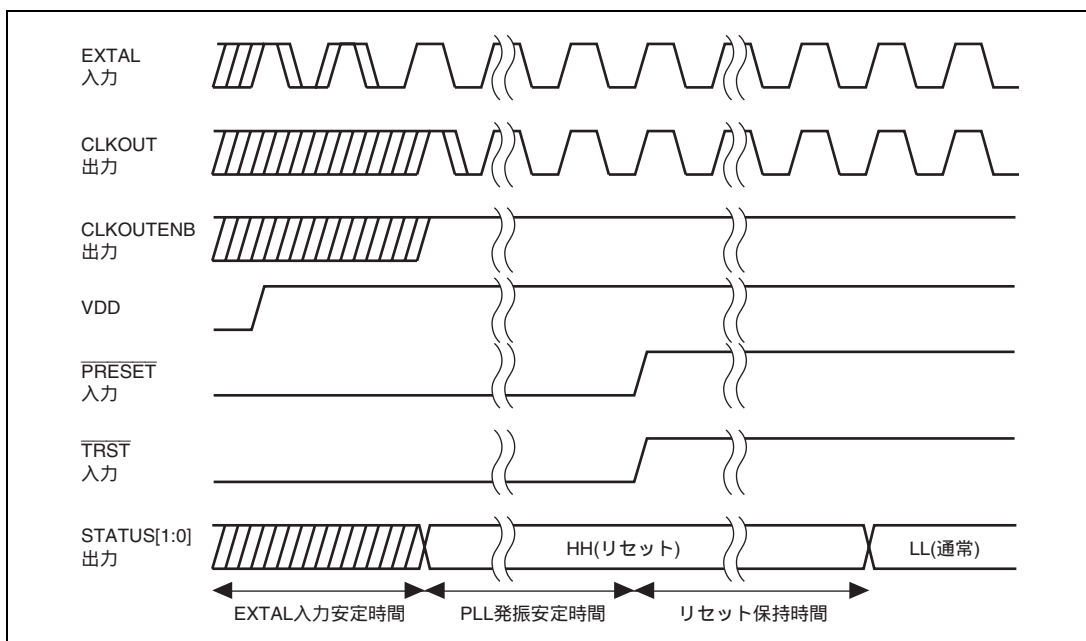 EXTAL
入力
CLKOUT
出力
CLKOUTENB
出力
VDD
PRESET
入力
TRST
入力
STATUS[1:0]
出力
HH(リセット)
LL(通常)
EXTAL入力安定時間
PLL発振安定時間
リセット保持時間